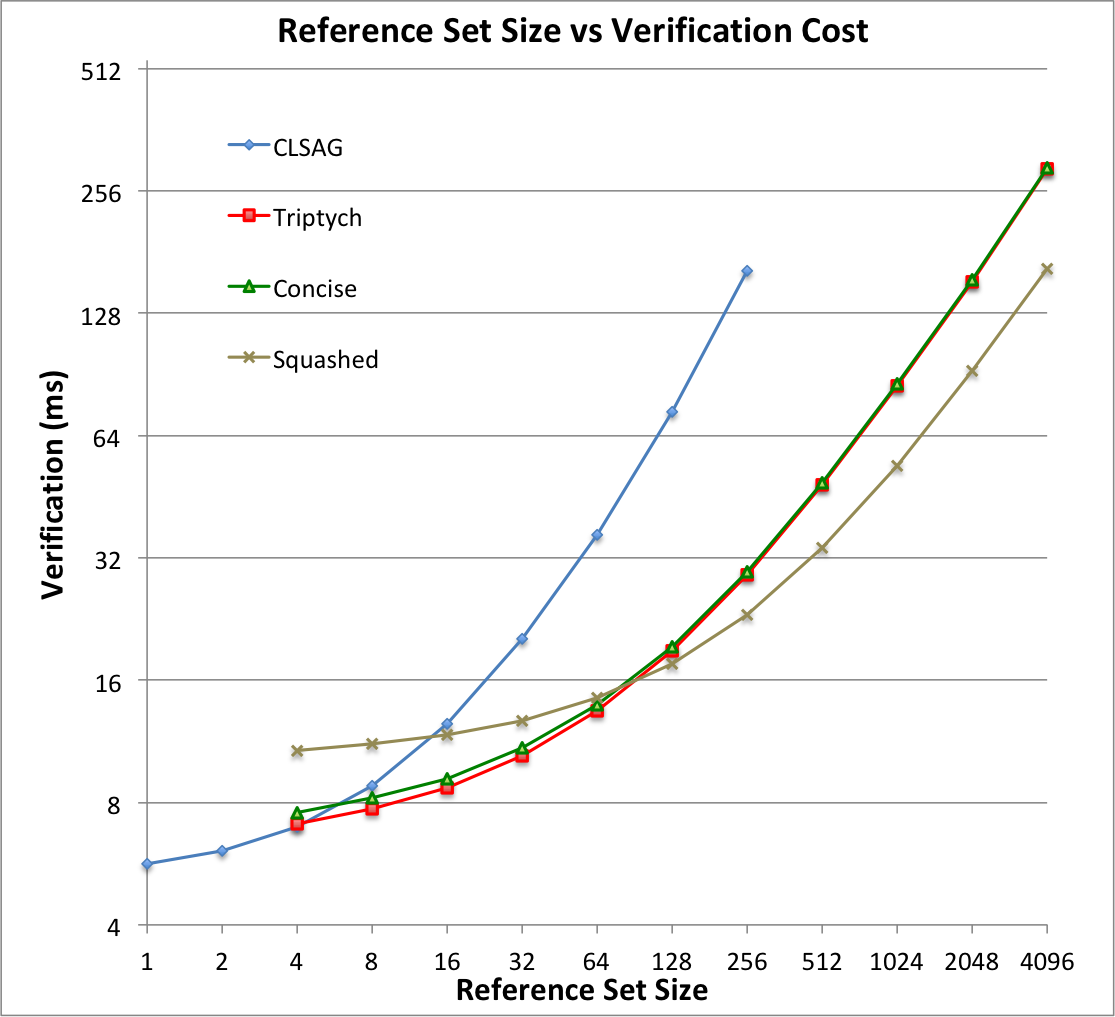 Reference Set Size vs Verification Cost
512
256
128
64
32
16
8
4
Verification (ms)
CLSAG
Triptych
Concise
Squashed
1 2 4 8 16 32 64 128 256 512 1024 2048 4096
Reference Set Size